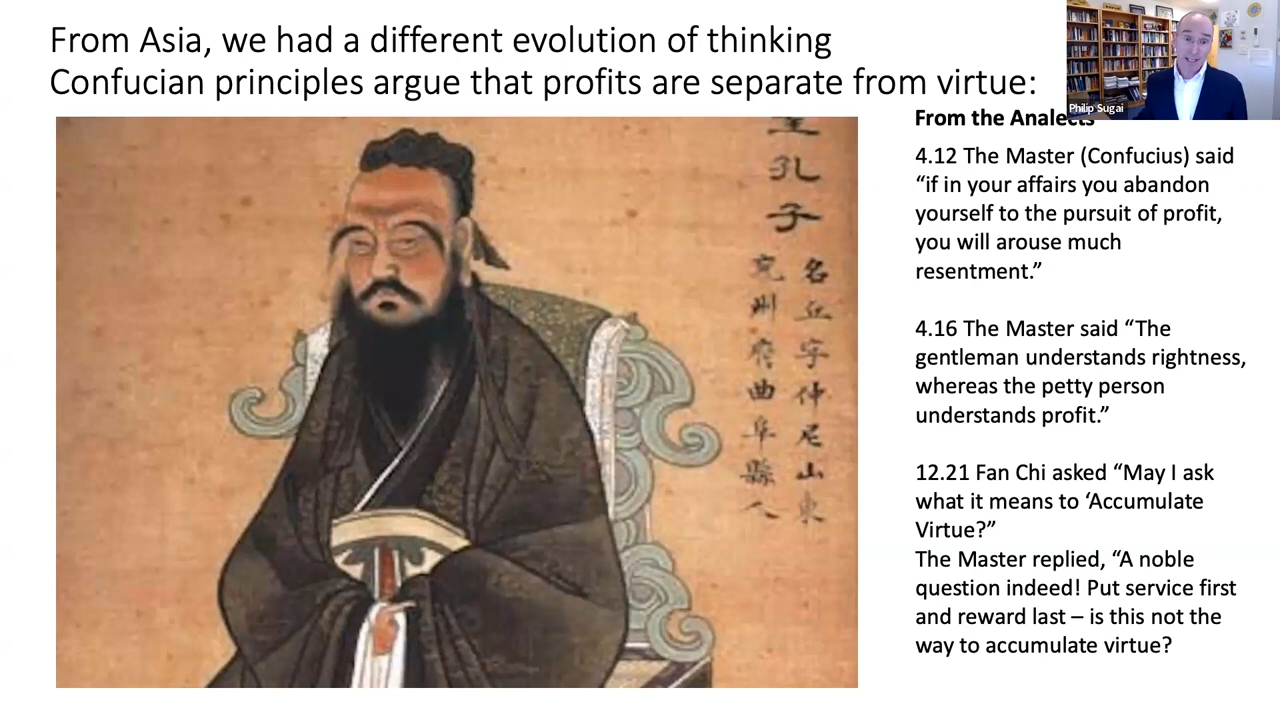 From Asia, we had a different evolution of thinking
Confucian principles argue that profits are separate from virtue:
Philip Sugai
From the Analects
4.12 The Master (Confucius) said
“if in your affairs you abandon
yourself to the pursuit of profit,
you will arouse much
resentment.”
4.16 The Master said “The
gentleman understands rightness,
whereas the petty person
understands profit.”
12.21 Fan Chi asked “May I ask
what it means to ‘Accumulate
Virtue?”
The Master replied, “A noble
question indeed! Put service first
and reward last – is this not the
way to accumulate virtue?
孔子
名丘字仲尼山東
兗州府曲阜縣人